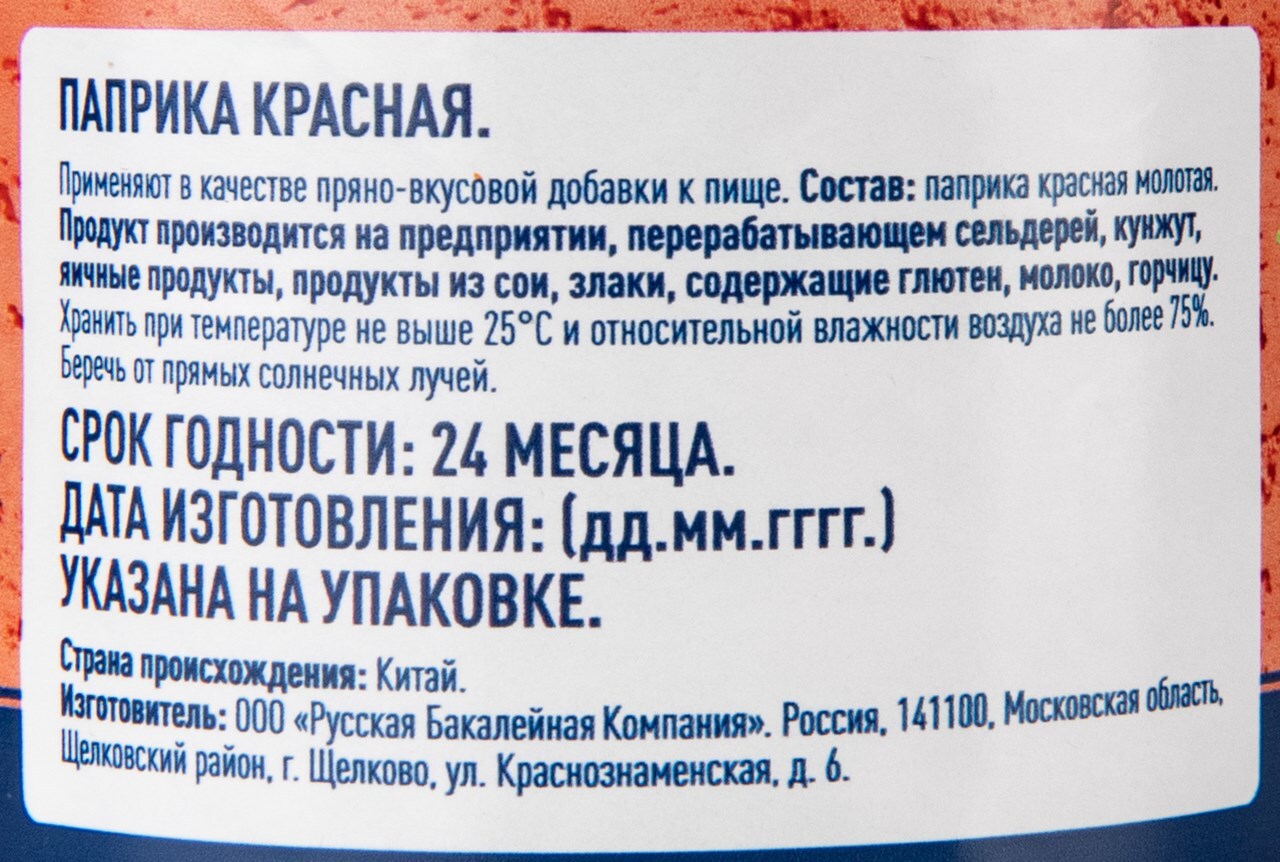 ПАПРИКА КРАСНАЯ.
Применяют в качестве пряно-вкусовой добавки к пище. Состав: паприка красная молотая.
Продукт производится на предприятии, перерабатывающем сельдерей, кунжут,
яичные продукты, продукты из сои, злаки, содержащие глютен, молоко, горчицу.
Хранить при температуре не выше 25°С и относительной влажности воздуха не более 75%.
Беречь от прямых солнечных лучей.
СРОК ГОДНОСТИ: 24 МЕСЯЦА.
ДАТА ИЗГОТОВЛЕНИЯ: (дд.мм.гггг.)
УКАЗАНА НА УПАКОВКЕ.
Страна происхождения: Китай.
Изготовитель: ООО «Русская Бакалейная Компания». Россия, 141100, Московская область,
Щелковский район, г. Щелково, ул. Краснознаменская, д. 6.